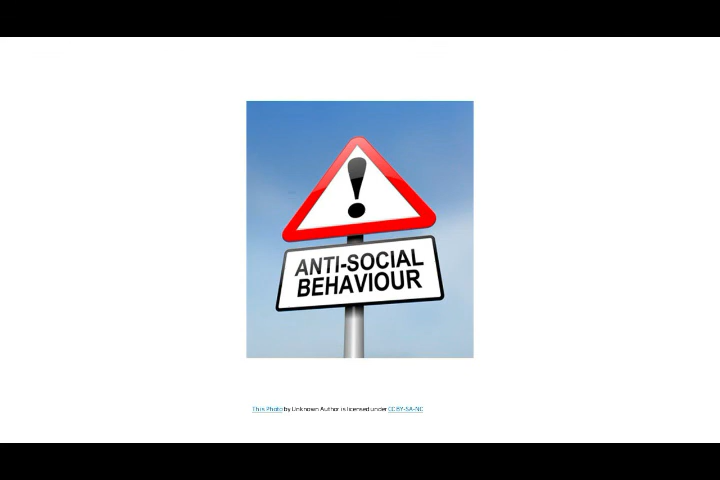 !
ANTI-SOCIAL
BEHAVIOUR
This Photo by Unknown Author is licensed under CC BY-SA-NC